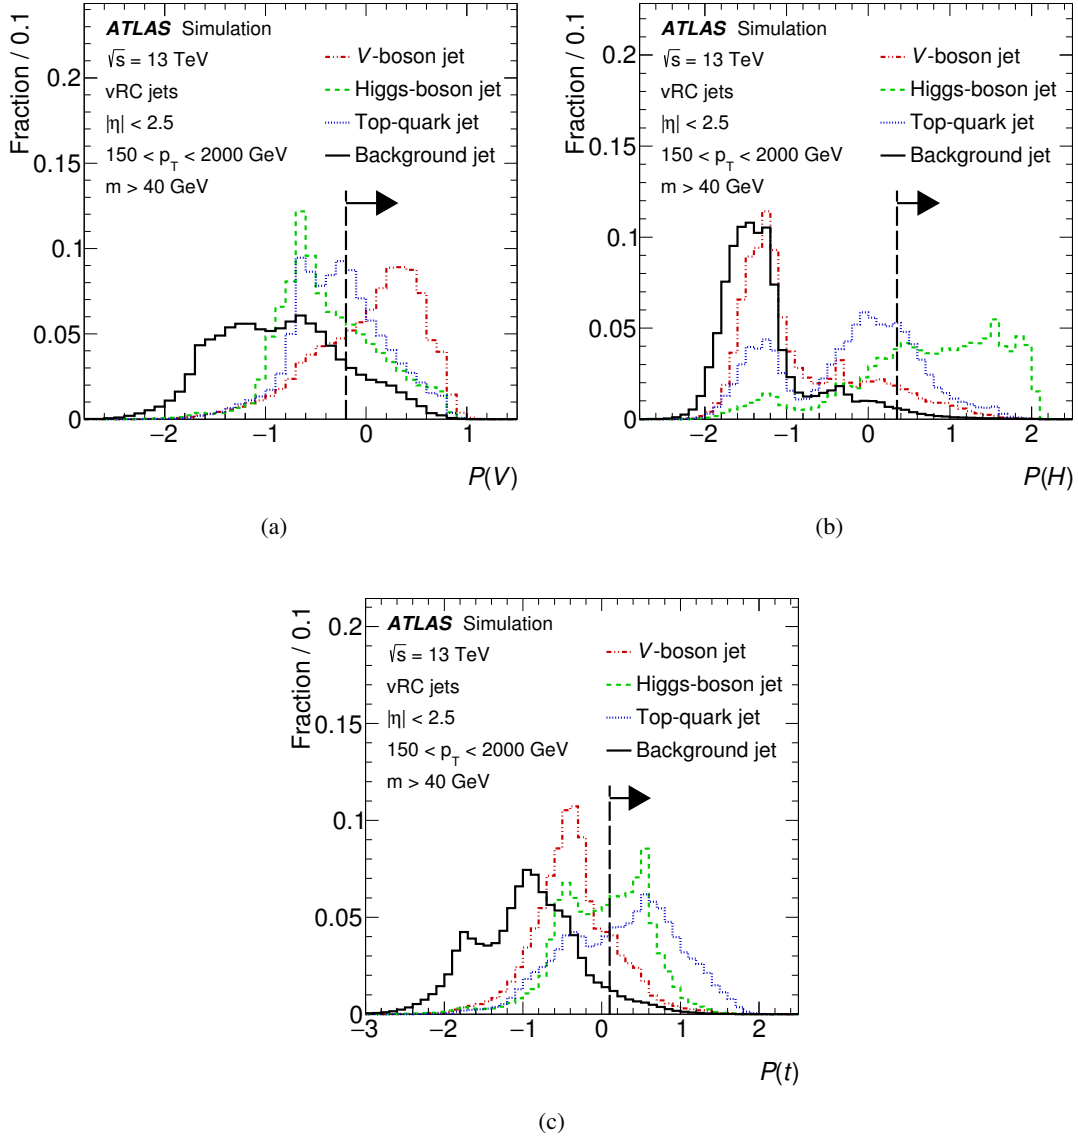 ATLAS Simulation
√s = 13 TeV
vRC jets
|η| < 2.5
150 < p_T < 2000 GeV
m > 40 GeV
V-boson jet
Higgs-boson jet
Top-quark jet
Background jet
Fraction / 0.1
0.2
0.15
0.1
0.05
0
−2 −1 0 1
P(V)
(a)
ATLAS Simulation
√s = 13 TeV
vRC jets
|η| < 2.5
150 < p_T < 2000 GeV
m > 40 GeV
V-boson jet
Higgs-boson jet
Top-quark jet
Background jet
Fraction / 0.1
0.2
0.15
0.1
0.05
0
−2 −1 0 1 2
P(H)
(b)
ATLAS Simulation
√s = 13 TeV
vRC jets
|η| < 2.5
150 < p_T < 2000 GeV
m > 40 GeV
V-boson jet
Higgs-boson jet
Top-quark jet
Background jet
Fraction / 0.1
0.2
0.15
0.1
0.05
0
−3 −2 −1 0 1 2
P(t)
(c)